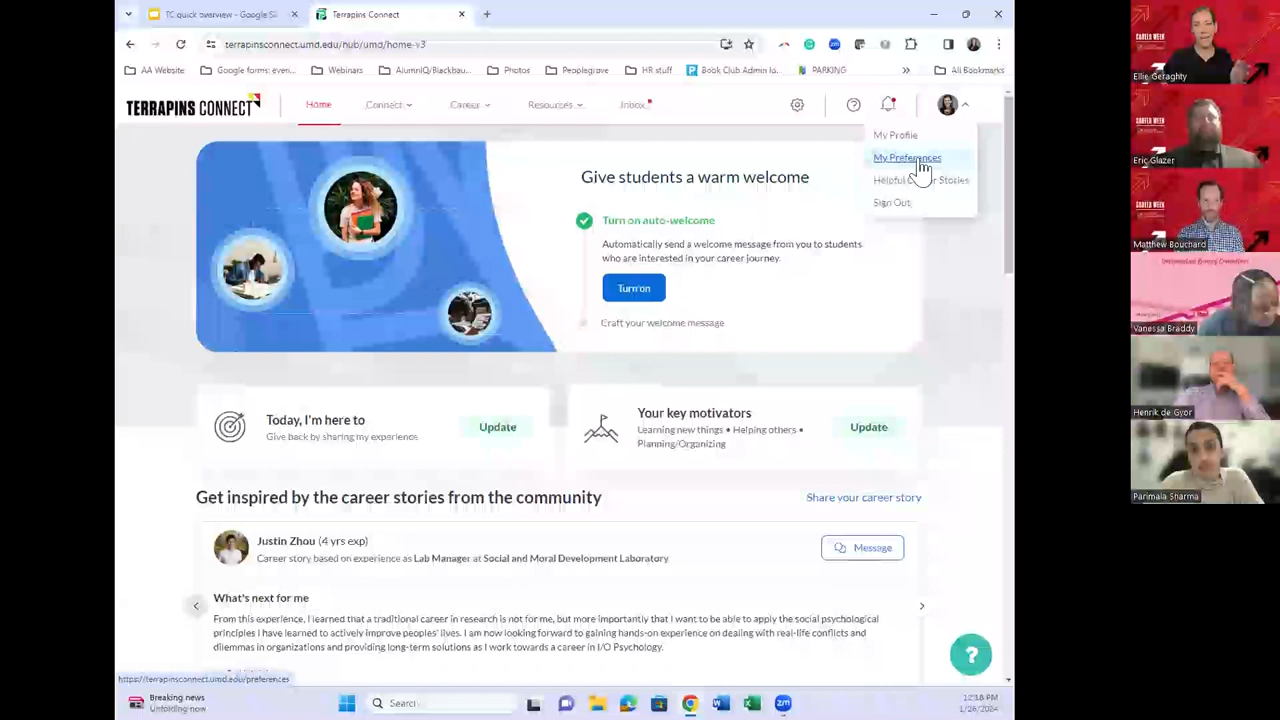 TC quick overview - Google Sli
Terrapins Connect
terrapinsconnect.umd.edu/hub/umd/home-v3
AA Website
Google forms: even...
Webinars
AlumnIQ/Blackbau...
Photos
Peoplegrove
HR stuff
Book Club Admin lo...
PARKING
All Bookmarks
TERRAPINS CONNECT
Home
Connect
Career
Resources
Inbox
My Profile
My Preferences
Helpful
Stories
Sign Out
Give students a warm welcome
Turn on auto-welcome
Automatically send a welcome message from you to students
who are interested in your career journey.
Turn on
Craft your welcome message
Today, I'm here to
Give back by sharing my experience
Update
Your key motivators
Learning new things • Helping others •
Planning/Organizing
Update
Get inspired by the career stories from the community
Share your career story
Justin Zhou (4 yrs exp)
Career story based on experience as Lab Manager at Social and Moral Development Laboratory
Message
What's next for me
From this experience, I learned that a traditional career in research is not for me, but more importantly that I want to be able to apply the social psychological
principles I have learned to actively improve peoples' lives. I am now looking forward to gaining hands-on experience on dealing with real-life conflicts and
dilemmas in organizations and providing long-term solutions as I work towards a career in I/O Psychology.
?
https://terrapinsconnect.umd.edu/preferences
Breaking news
Unfolding now
Search
12:18 PM
1/26/2024
CAREER WEEK
Ellie Geraghty
Eric Glazer
CAREER WEEK
Matthew Bouchard
Vanessa Braddy
Henrik de Gyor
Parimala Sharma